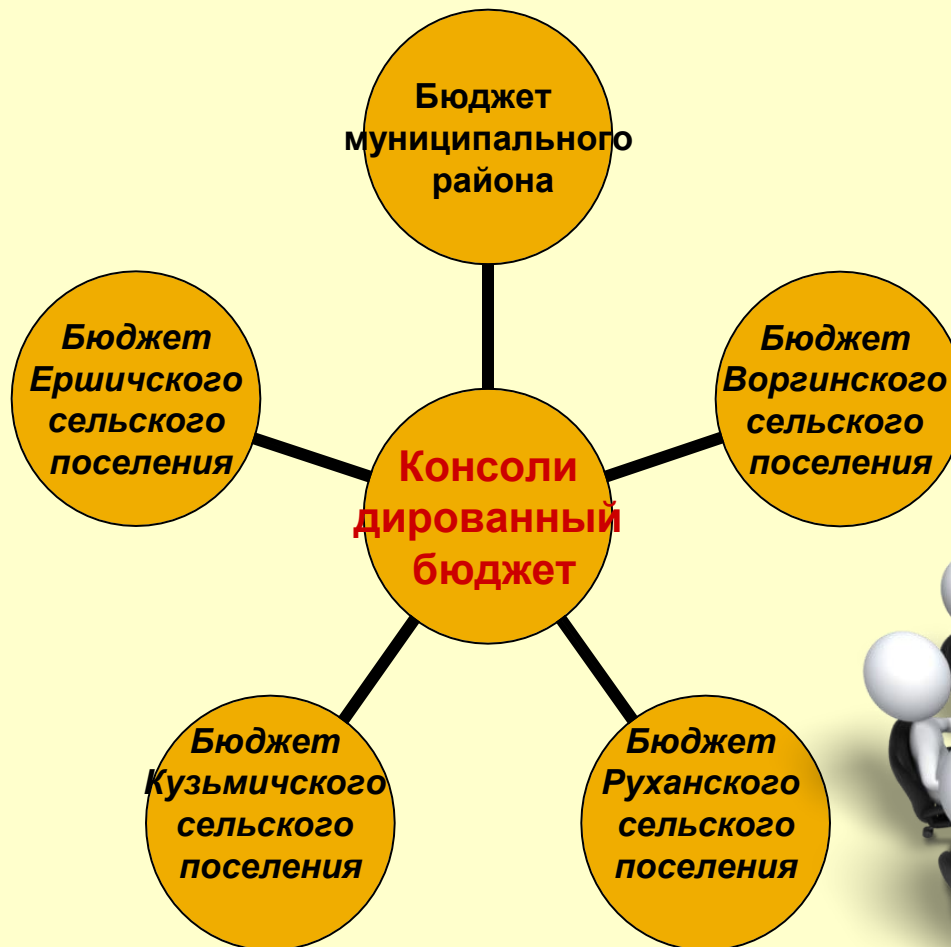 Бюджет
муниципального
района
Бюджет
Ершичского
сельского
поселения
Бюджет
Воргинского
сельского
поселения
Консоли
дированный
бюджет
Бюджет
Кузьмичского
сельского
поселения
Бюджет
Руханского
сельского
поселения